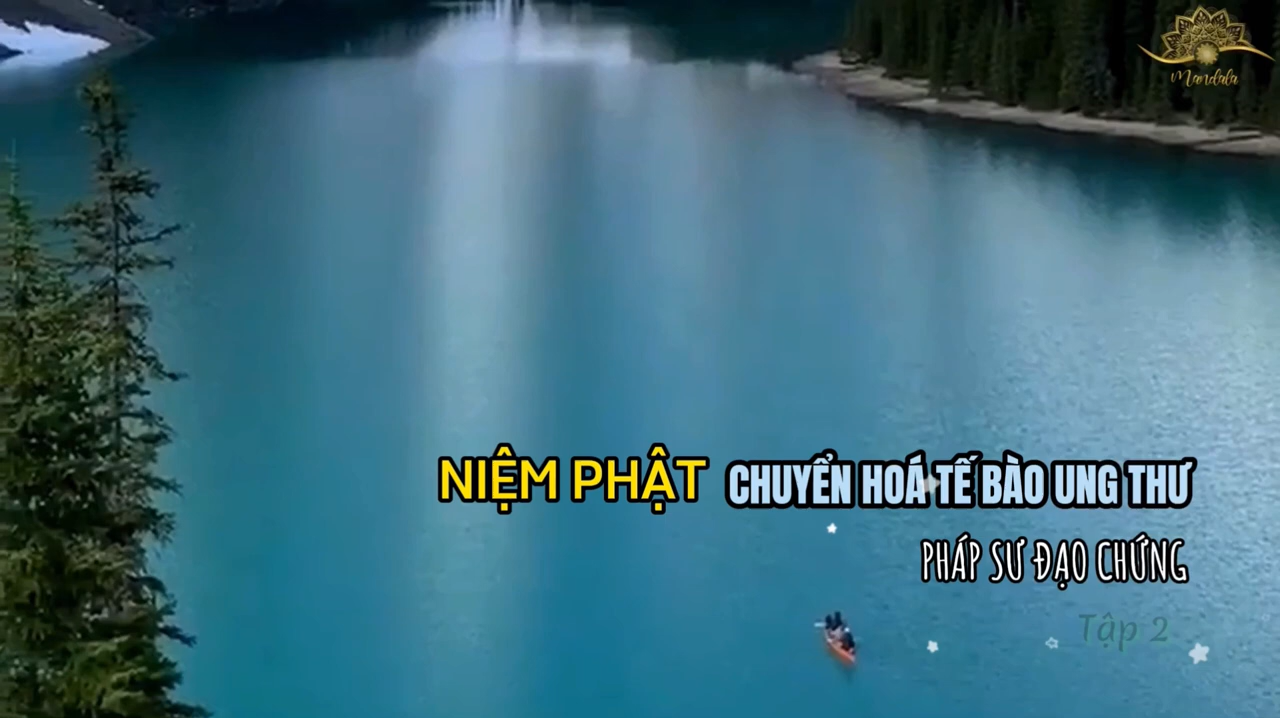 Mandala
NIỆM PHẬT CHUYỂN HOÁ TẾ BÀO UNG THƯ
PHÁP SƯ ĐẠO CHỨNG
Tập 2